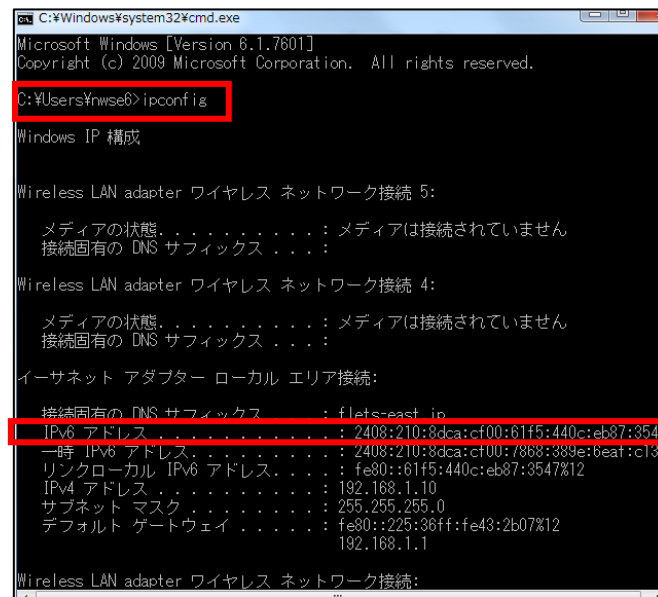 C:¥Windows¥system32¥cmd.exe
Microsoft Windows [Version 6.1.7601]
Copyright (c) 2009 Microsoft Corporation.  All rights reserved.
C:¥Users¥nwse6>ipconfig
Windows IP 構成
Wireless LAN adapter ワイヤレス ネットワーク接続 5:
メディアの状態. . . . . . . . . . . : メディアは接続されていません
接続固有の DNS サフィックス . . . :
Wireless LAN adapter ワイヤレス ネットワーク接続 4:
メディアの状態. . . . . . . . . . . : メディアは接続されていません
接続固有の DNS サフィックス . . . :
イーサネット アダプター ローカル エリア接続:
接続固有の DNS サフィックス . . . : flets-east.jp
IPv6 アドレス . . . . . . . . . . . : 2408:210:8dca:cf00:61f5:440c:eb87:354
一時 IPv6 アドレス. . . . . . . . . : 2408:210:8dca:cf00:7868:389e:6eaf:c13
リンクローカル IPv6 アドレス. . . . : fe80::61f5:440c:eb87:3547%12
IPv4 アドレス . . . . . . . . . . . : 192.168.1.10
サブネット マスク . . . . . . . . . : 255.255.255.0
デフォルト ゲートウェイ . . . . . . : fe80::225:36ff:fe43:2b07%12
192.168.1.1
Wireless LAN adapter ワイヤレス ネットワーク接続: